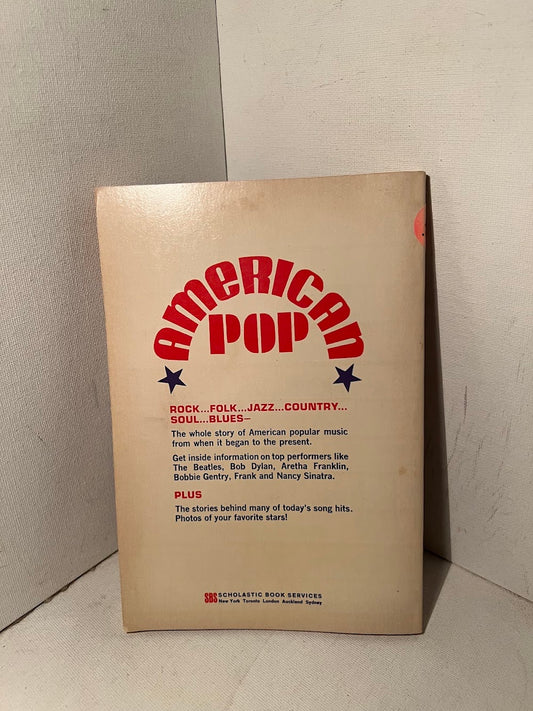 AMERICAN
POP
ROCK...FOLK...JAZZ...COUNTRY...
SOUL...BLUES—
The whole story of American popular music
from when it began to the present.
Get inside information on top performers like
The Beatles, Bob Dylan, Aretha Franklin,
Bobbie Gentry, Frank and Nancy Sinatra.
PLUS
The stories behind many of today's song hits.
Photos of your favorite stars!
SBS SCHOLASTIC BOOK SERVICES
New York Toronto London Auckland Sydney